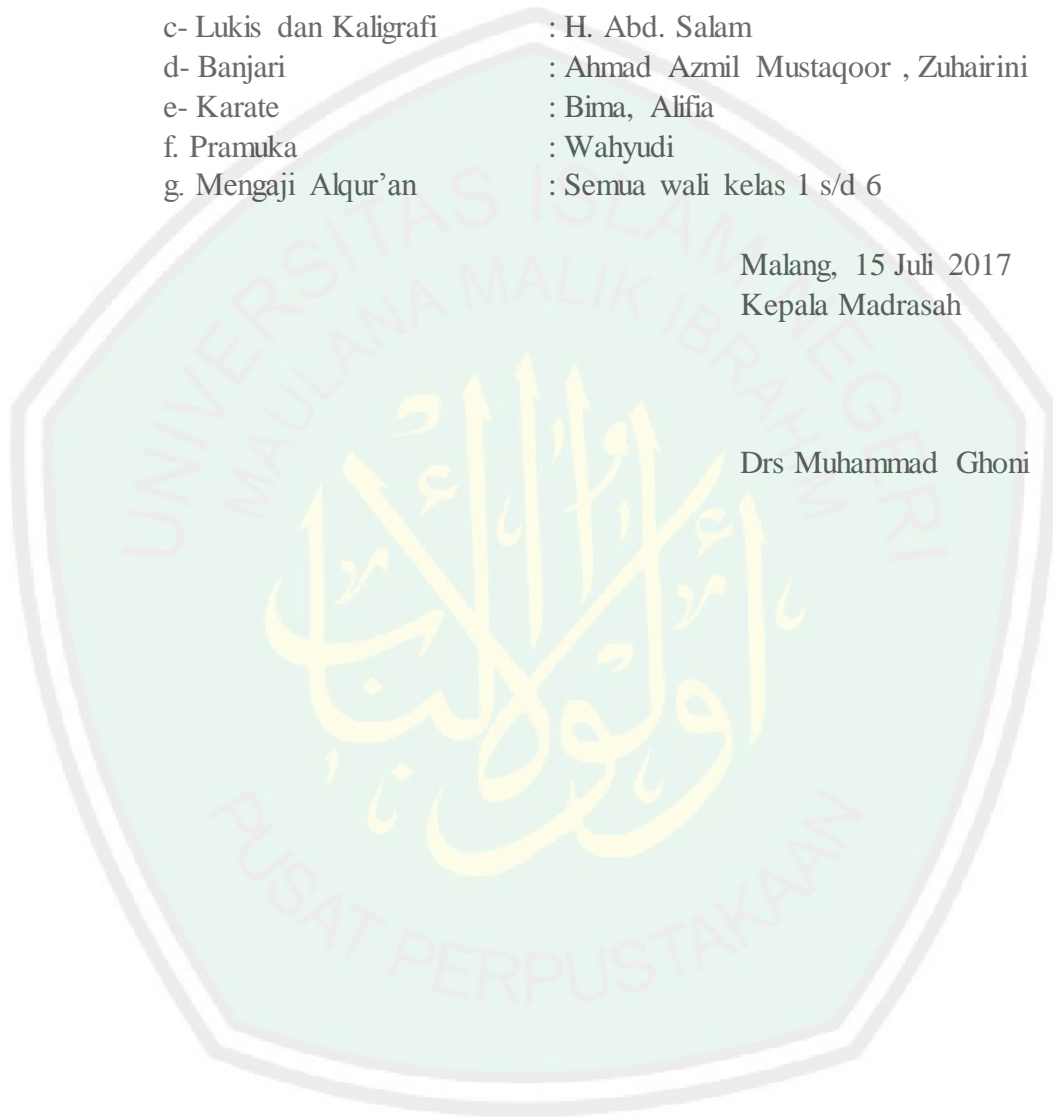 c- Lukis dan Kaligrafi : H. Abd. Salam
d- Banjari : Ahmad Azmil Mustaqoor , Zuhairini
e- Karate : Bima, Alifia
f. Pramuka : Wahyudi
g. Mengaji Alqur’an : Semua wali kelas 1 s/d 6
Malang, 15 Juli 2017
Kepala Madrasah
Drs Muhammad Ghoni
UNIVERSITAS ISLAM NEGERI
MAULANA MALIK IBRAHIM
أولو الألباب
PUSAT PERPUSTAKAAN